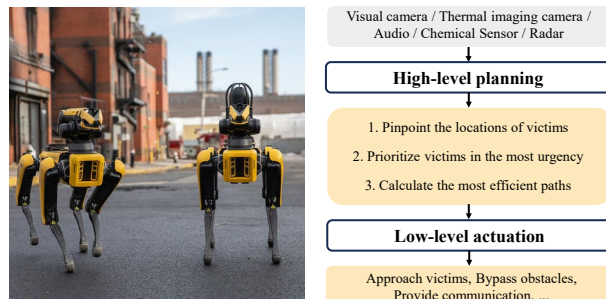 Visual camera / Thermal imaging camera
/ Audio / Chemical Sensor / Radar
High-level planning
1. Pinpoint the locations of victims
2. Prioritize victims in the most urgency
3. Calculate the most efficient paths
Low-level actuation
Approach victims, Bypass obstacles,
Provide communication, ...